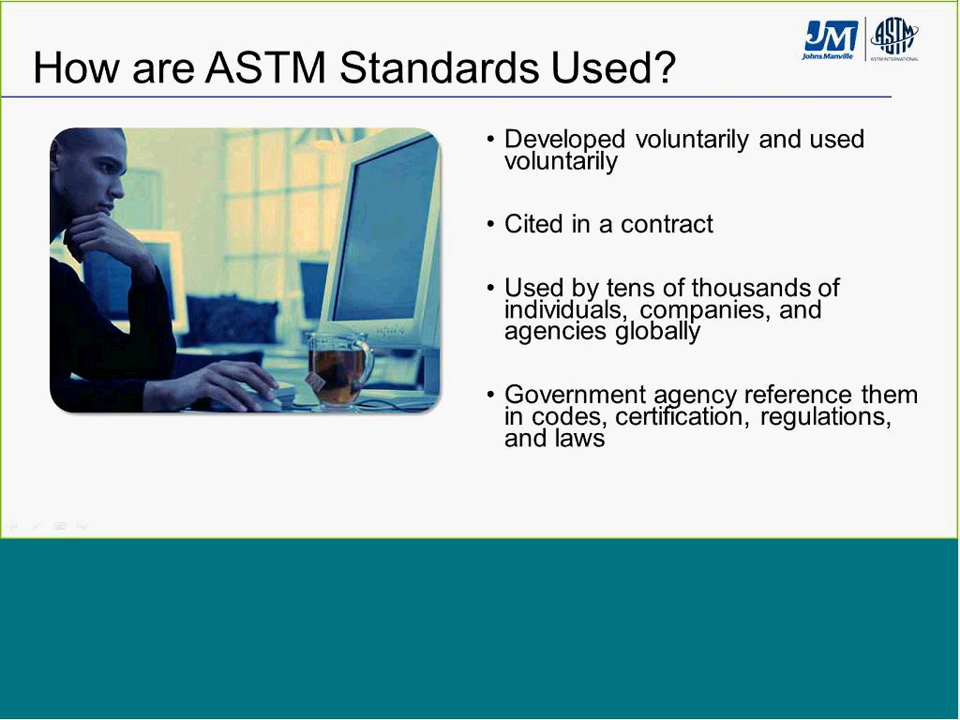 How are ASTM Standards Used?
JM
Johns Manville
ASTM
ASTM INTERNATIONAL
• Developed voluntarily and used
voluntarily
• Cited in a contract
• Used by tens of thousands of
individuals, companies, and
agencies globally
• Government agency reference them
in codes, certification, regulations,
and laws